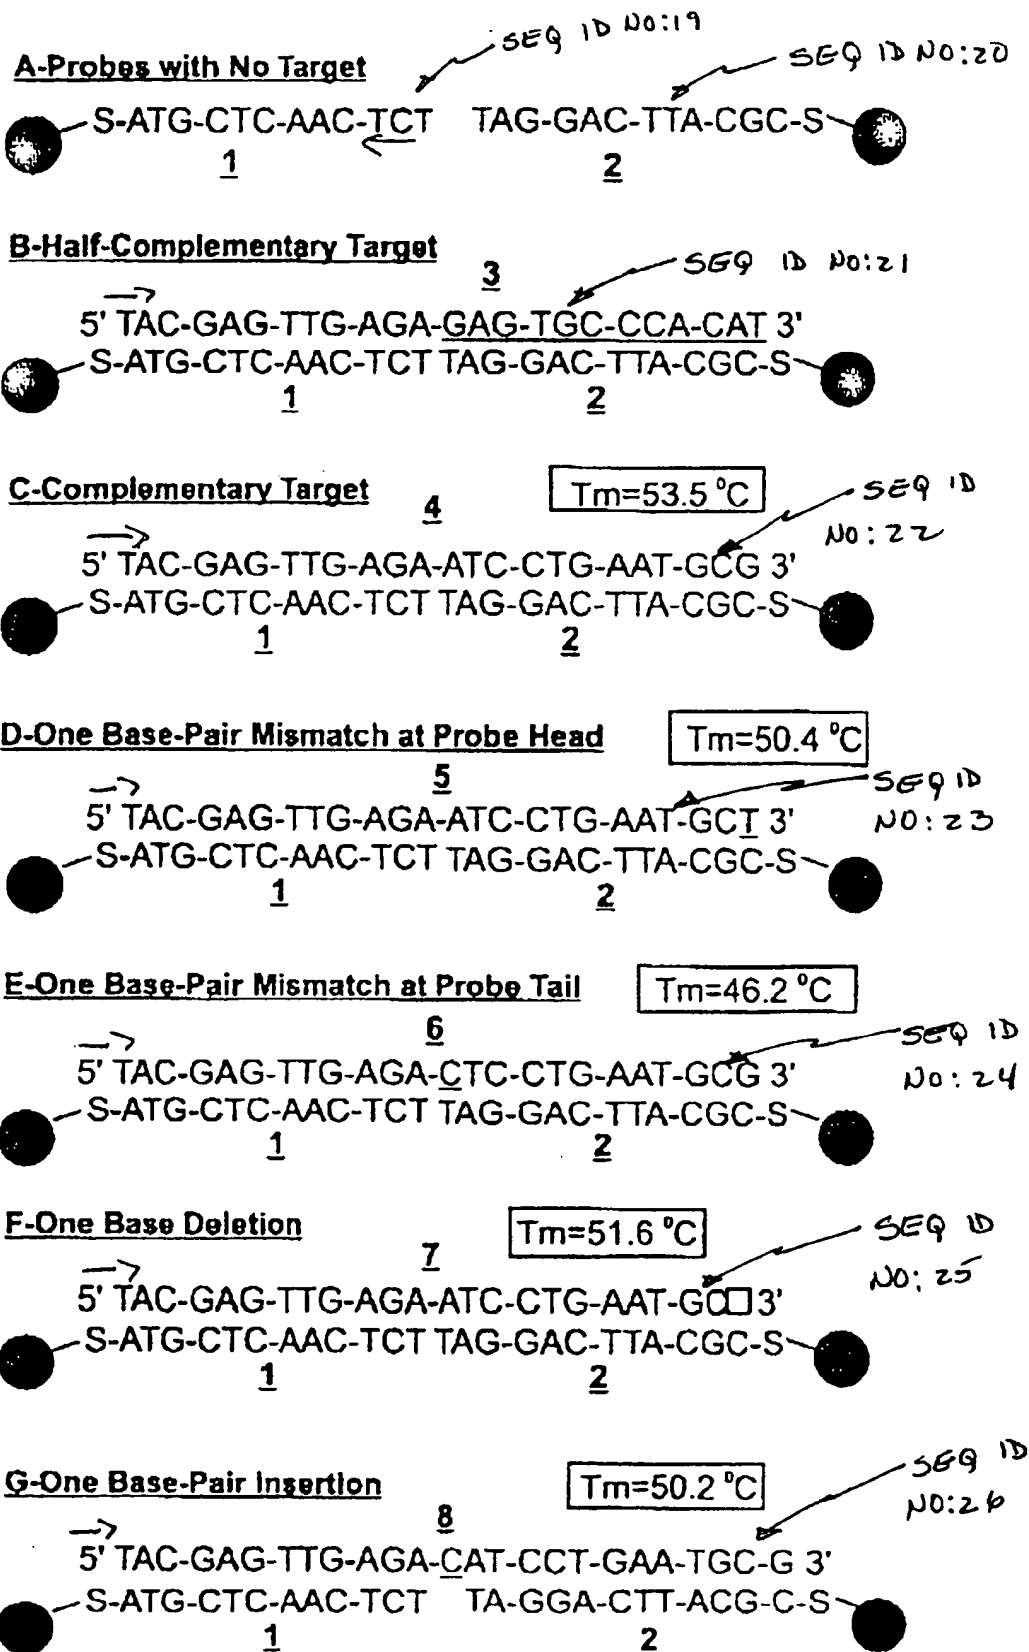 SEQ ID NO:19
SEQ ID NO:20
A-Probes with No Target
S-ATG-CTC-AAC-TCT TAG-GAC-TTA-CGC-S
1 2
B-Half-Complementary Target
3
SEQ ID NO:21
5' TAC-GAG-TTG-AGA-GAG-TGC-CCA-CAT 3'
S-ATG-CTC-AAC-TCT TAG-GAC-TTA-CGC-S
1 2
C-Complementary Target
4
Tm=53.5 °C
SEQ ID
NO:22
5' TAC-GAG-TTG-AGA-ATC-CTG-AAT-GCG 3'
S-ATG-CTC-AAC-TCT TAG-GAC-TTA-CGC-S
1 2
D-One Base-Pair Mismatch at Probe Head
Tm=50.4 °C
5
SEQ ID
NO:23
5' TAC-GAG-TTG-AGA-ATC-CTG-AAT-GCT 3'
S-ATG-CTC-AAC-TCT TAG-GAC-TTA-CGC-S
1 2
E-One Base-Pair Mismatch at Probe Tail
Tm=46.2 °C
6
SEQ ID
NO:24
5' TAC-GAG-TTG-AGA-CTC-CTG-AAT-GCG 3'
S-ATG-CTC-AAC-TCT TAG-GAC-TTA-CGC-S
1 2
F-One Base Deletion
Tm=51.6 °C
7
SEQ ID
NO:25
5' TAC-GAG-TTG-AGA-ATC-CTG-AAT-GC□ 3'
S-ATG-CTC-AAC-TCT TAG-GAC-TTA-CGC-S
1 2
G-One Base-Pair Insertion
Tm=50.2 °C
8
SEQ ID
NO:26
5' TAC-GAG-TTG-AGA-CAT-CCT-GAA-TGC-G 3'
S-ATG-CTC-AAC-TCT TA-GGA-CTT-ACG-C-S
1 2